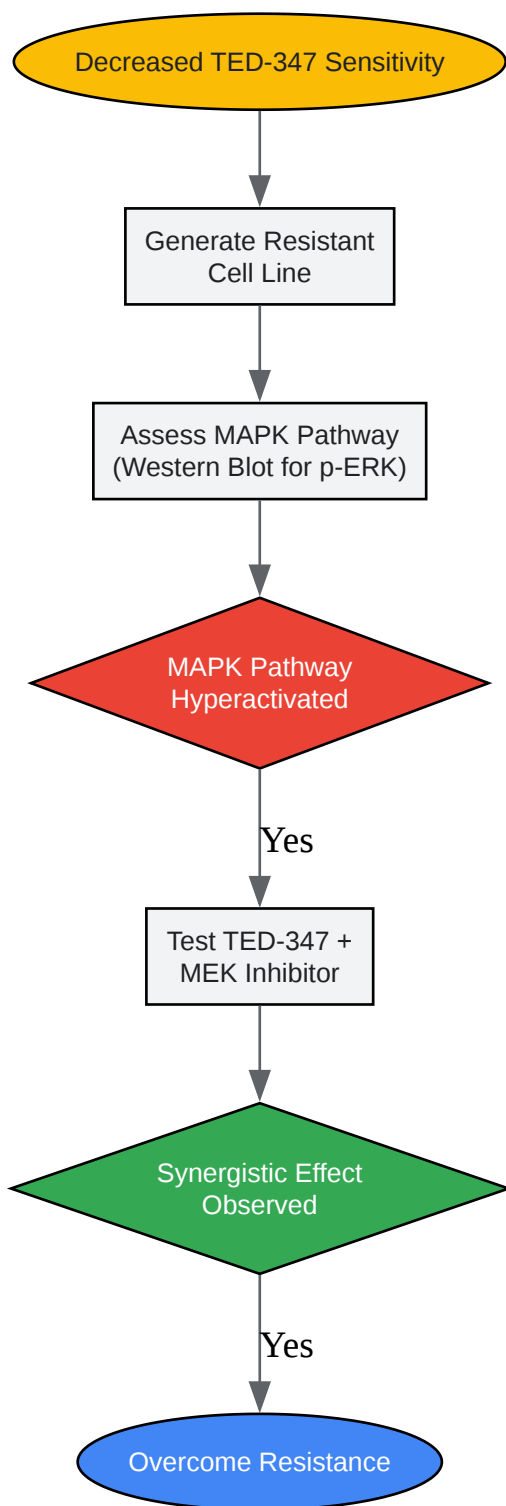 Decreased TED-347 Sensitivity
Generate Resistant
Cell Line
Assess MAPK Pathway
(Western Blot for p-ERK)
MAPK Pathway
Hyperactivated
Yes
Test TED-347 +
MEK Inhibitor
Synergistic Effect
Observed
Yes
Overcome Resistance